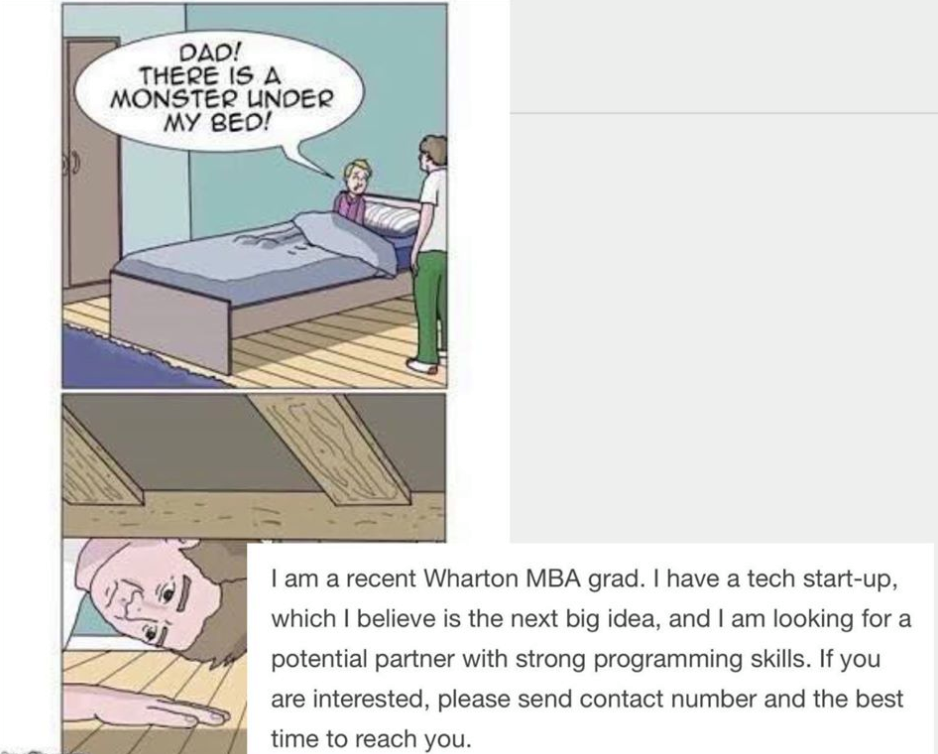 DAD!
THERE IS A
MONSTER UNDER
MY BED!
I am a recent Wharton MBA grad. I have a tech start-up,
which I believe is the next big idea, and I am looking for a
potential partner with strong programming skills. If you
are interested, please send contact number and the best
time to reach you.